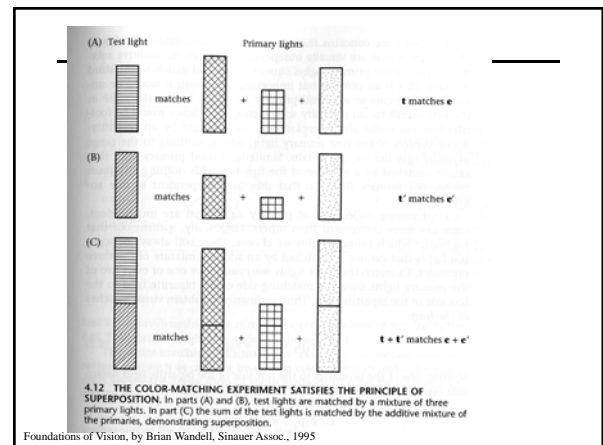 (A) Test light Primary lights
matches + + t matches e
(B)
matches + + t′ matches e′
(C)
matches + + t + t′ matches e + e′
4.12 THE COLOR-MATCHING EXPERIMENT SATISFIES THE PRINCIPLE OF
SUPERPOSITION. In parts (A) and (B), test lights are matched by a mixture of three
primary lights. In part (C) the sum of the test lights is matched by the additive mixture of
the primaries, demonstrating superposition.
Foundations of Vision, by Brian Wandell, Sinauer Assoc., 1995